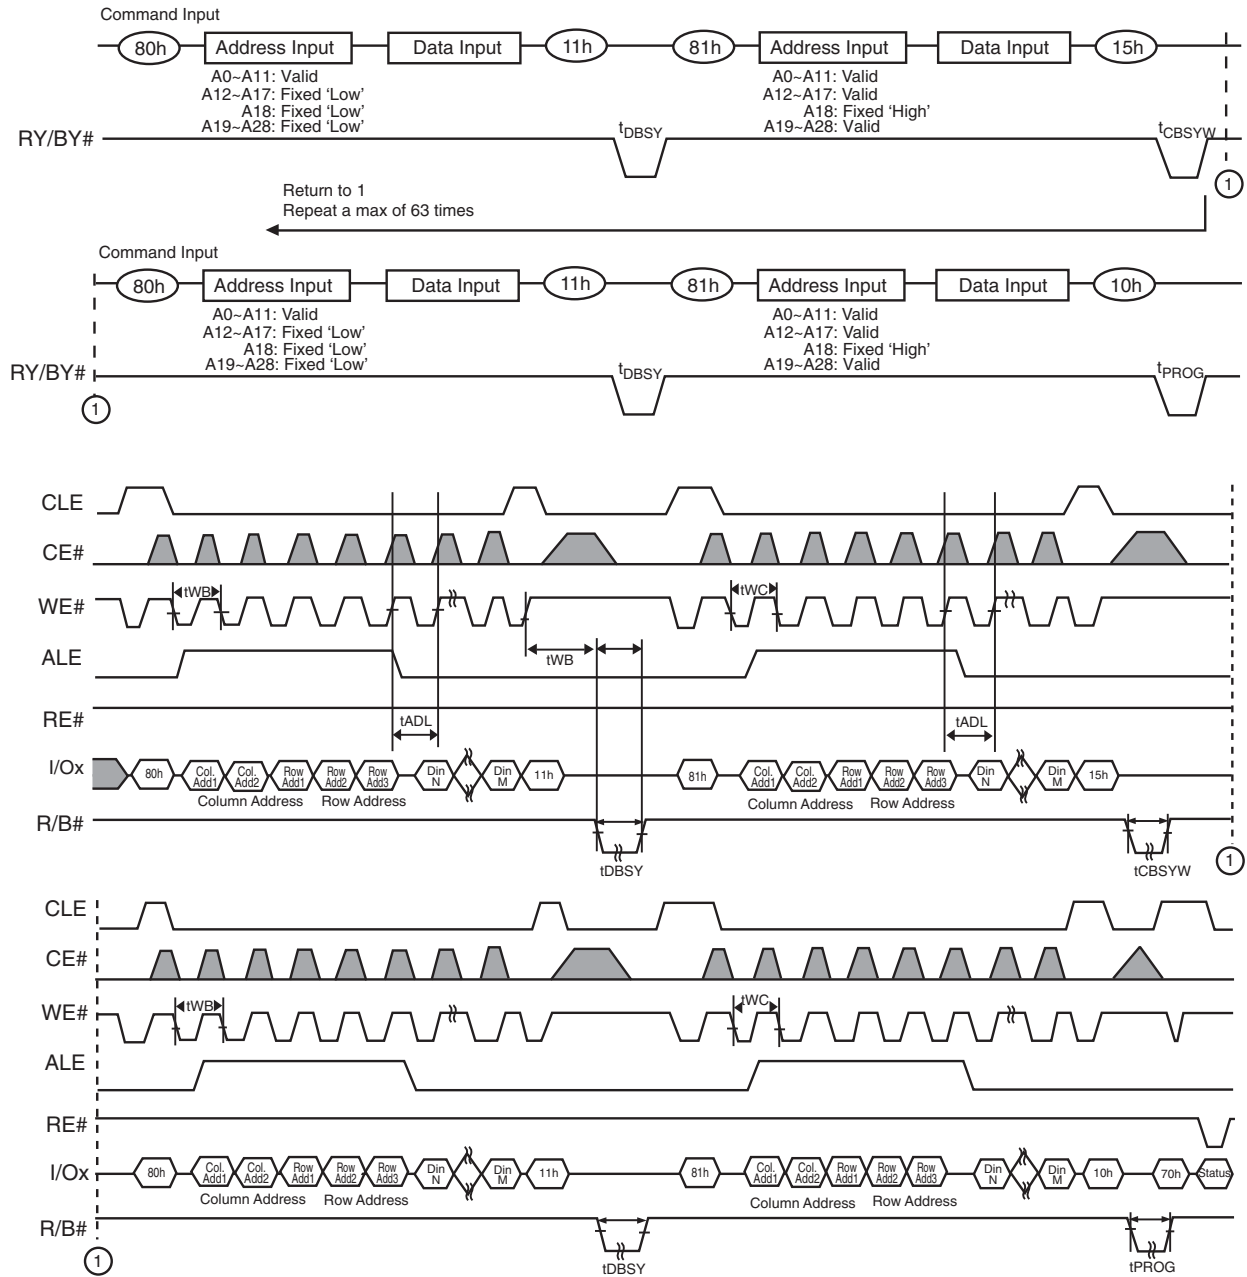 Command Input
80h Address Input Data Input 11h 81h Address Input Data Input 15h
A0~A11: Valid A0~A11: Valid
A12~A17: Fixed 'Low' A12~A17: Valid
A18: Fixed 'Low' A18: Fixed 'High'
A19~A28: Fixed 'Low' A19~A28: Valid
RY/BY# tDBSY tCBSYW
1
Return to 1
Repeat a max of 63 times
Command Input
80h Address Input Data Input 11h 81h Address Input Data Input 10h
A0~A11: Valid A0~A11: Valid
A12~A17: Fixed 'Low' A12~A17: Valid
A18: Fixed 'Low' A18: Fixed 'High'
A19~A28: Fixed 'Low' A19~A28: Valid
RY/BY# tDBSY tPROG
1
CLE
CE#
WE# tWB tWC
ALE tWB
RE#
tADL tADL
I/Ox 80h Col. Add1 Col. Add2 Row Add1 Row Add2 Row Add3 Din N Din M 11h 81h Col. Add1 Col. Add2 Row Add1 Row Add2 Row Add3 Din N Din M 15h
Column Address Row Address Column Address Row Address
R/B#
tDBSY tCBSYW
1
CLE
CE#
WE# tWB tWC
ALE
RE#
I/Ox 80h Col. Add1 Col. Add2 Row Add1 Row Add2 Row Add3 Din N Din M 11h 81h Col. Add1 Col. Add2 Row Add1 Row Add2 Row Add3 Din N Din M 10h 70h Status
Column Address Row Address Column Address Row Address
R/B#
1
tDBSY tPROG